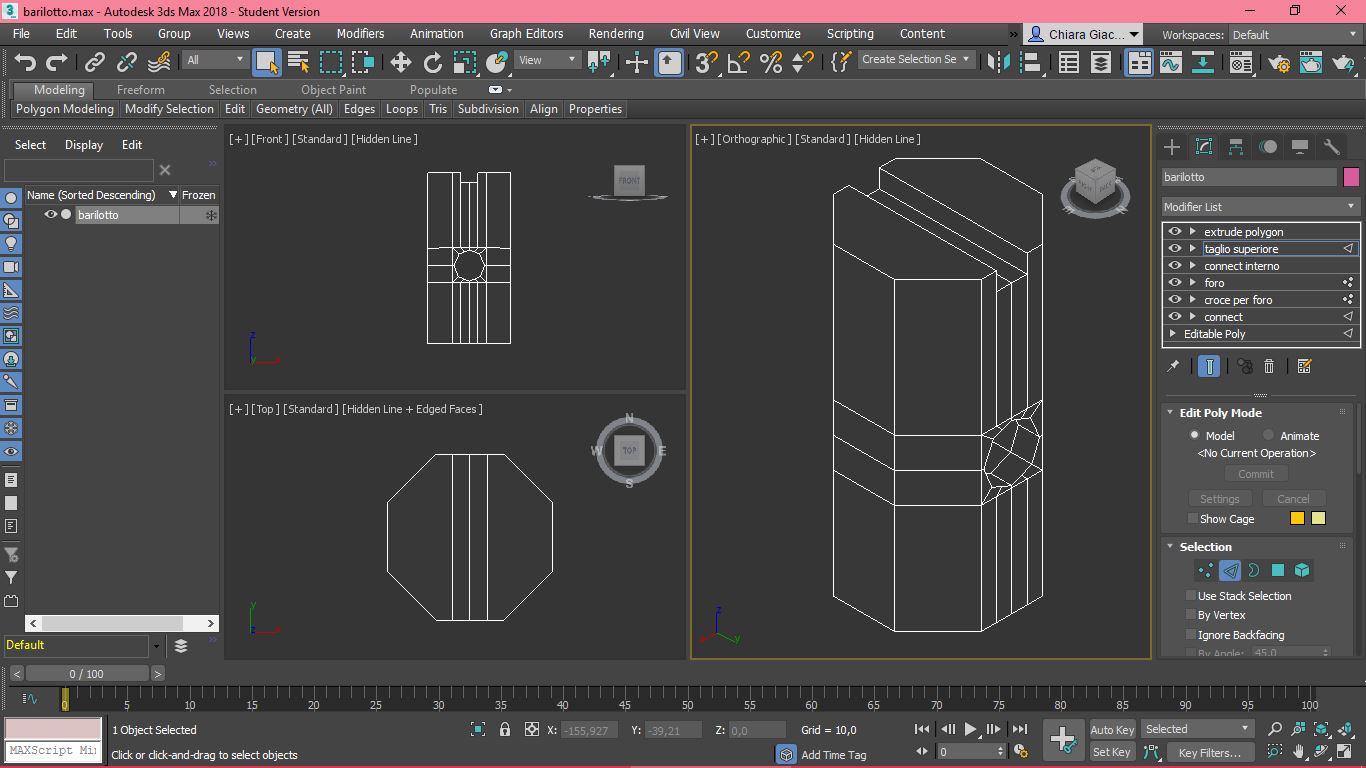 barilotto.max - Autodesk 3ds Max 2018 - Student Version
File Edit Tools Group Views Create Modifiers Animation Graph Editors Rendering Civil View Customize Scripting Content » Chiara Giac... Workspaces: Default
All View Create Selection Se
Modeling Freeform Selection Object Paint Populate
Polygon Modeling Modify Selection Edit Geometry (All) Edges Loops Tris Subdivision Align Properties
Select Display Edit
Name (Sorted Descending) Frozen
barilotto
Default
[+] [Front] [Standard] [Hidden Line]
FRONT
z
y
x
[+] [Top] [Standard] [Hidden Line + Edged Faces]
N
W TOP E
S
y
z
x
[+] [Orthographic] [Standard] [Hidden Line]
z
x
y
barilotto
Modifier List
extrude polygon
taglio superiore
connect interno
foro
croce per foro
connect
Editable Poly
Edit Poly Mode
Model Animate
<No Current Operation>
Commit
Settings Cancel
Show Cage
Selection
Use Stack Selection
By Vertex
Ignore Backfacing
By Angle: 45,0
< 0 / 100 >
0 5 10 15 20 25 30 35 40 45 50 55 60 65 70 75 80 85 90 95 100
1 Object Selected X: -155,927 Y: -39,21 Z: 0,0 Grid = 10,0 Auto Key Selected
MAXScript Mi
Click or click-and-drag to select objects Add Time Tag 0 Set Key Key Filters...